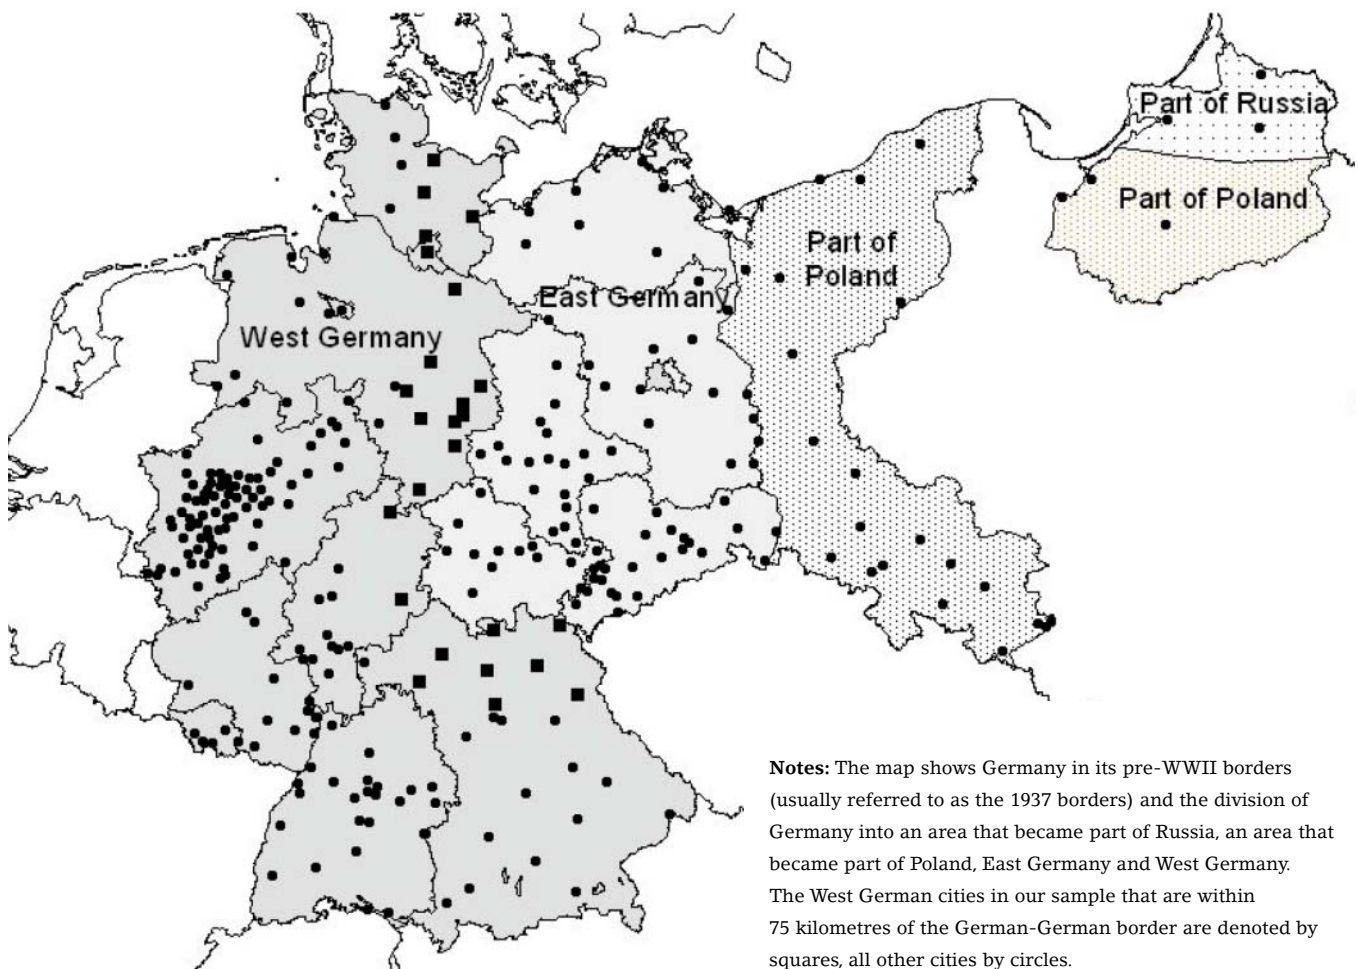 Part of Russia
Part of Poland
Part of
Poland
East Germany
West Germany
Notes: The map shows Germany in its pre-WWII borders
(usually referred to as the 1937 borders) and the division of
Germany into an area that became part of Russia, an area that
became part of Poland, East Germany and West Germany.
The West German cities in our sample that are within
75 kilometres of the German-German border are denoted by
squares, all other cities by circles.